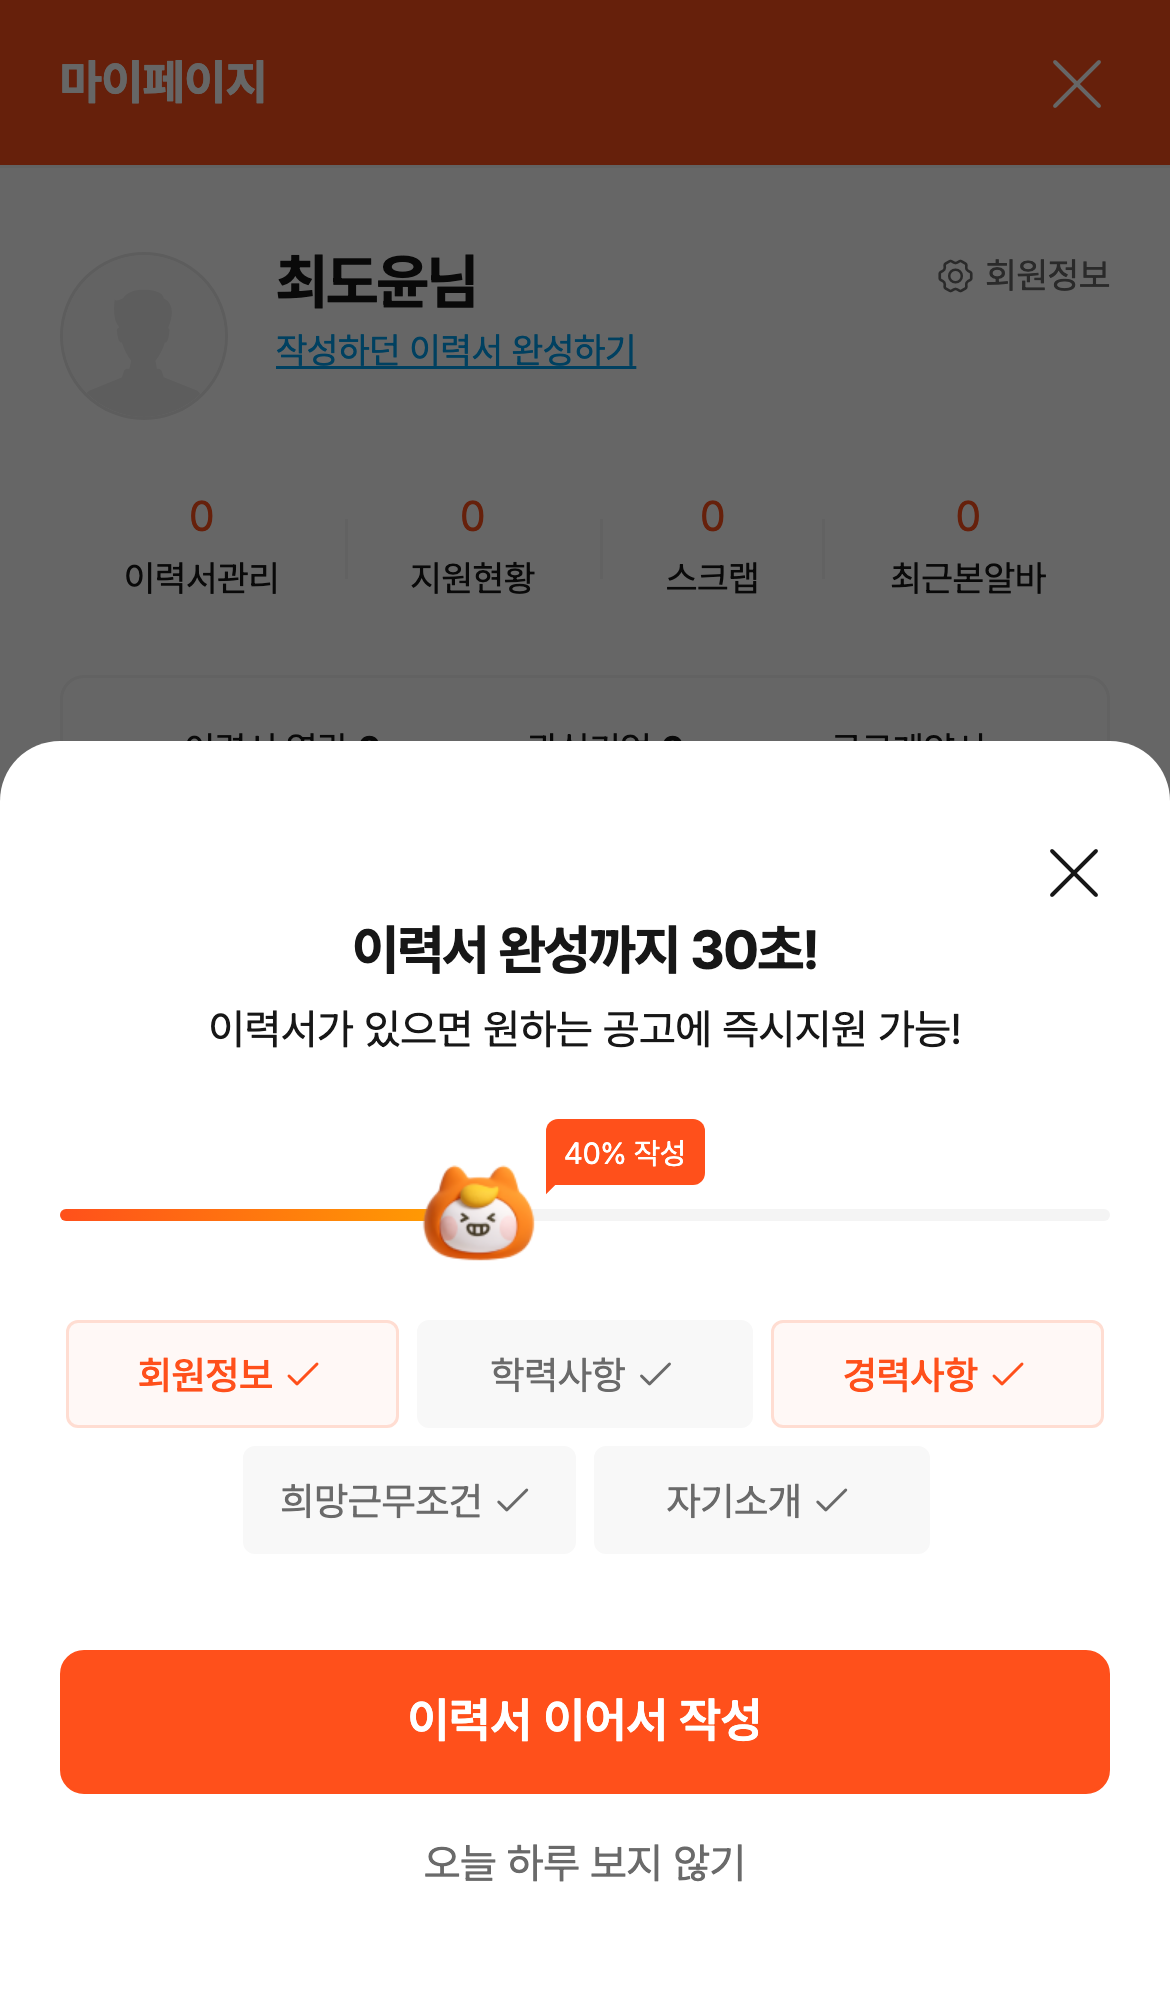 마이페이지
최도윤님
회원정보
작성하던 이력서 완성하기
0 0 0 0
이력서관리 지원현황 스크랩 최근본알바
이력서 완성까지 30초!
이력서가 있으면 원하는 공고에 즉시지원 가능!
40% 작성
회원정보 학력사항 경력사항
희망근무조건 자기소개
이력서 이어서 작성
오늘 하루 보지 않기